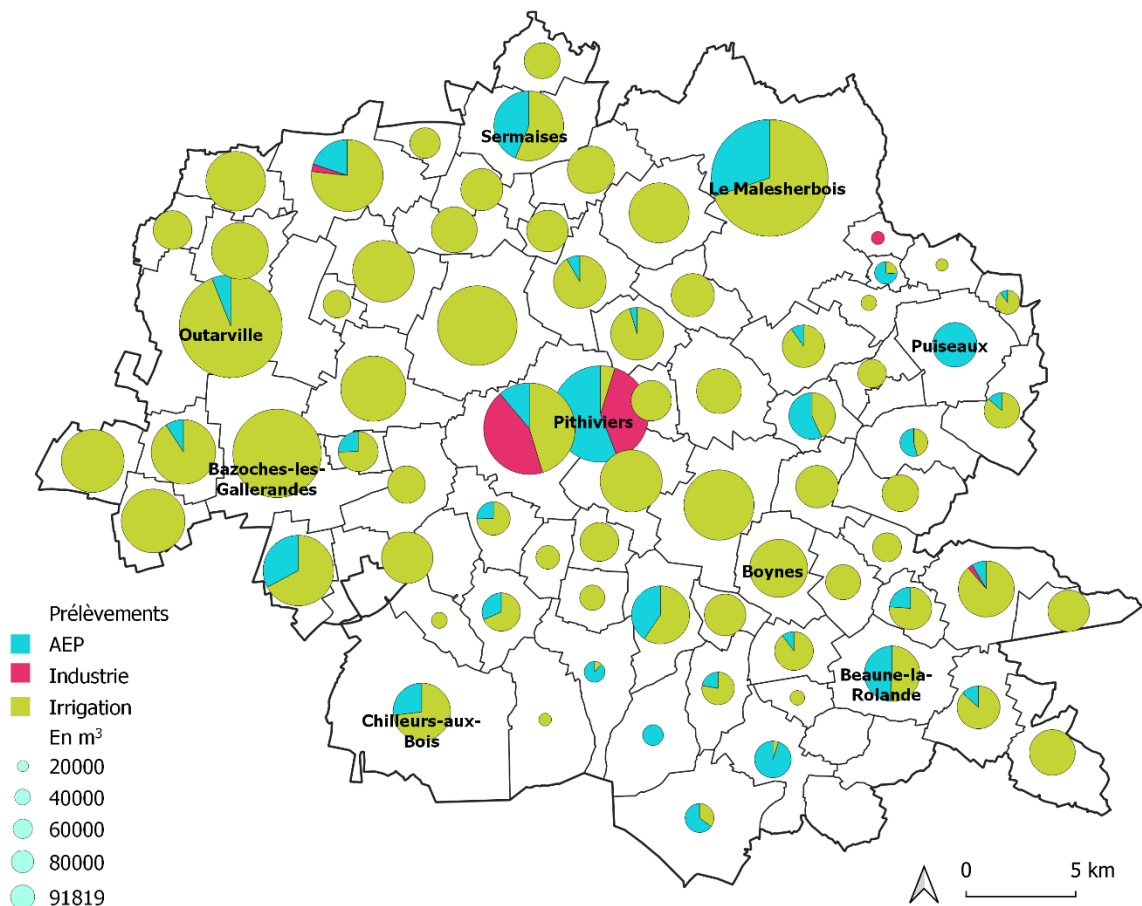 Sermaises
Le Malesherbois
Outarville
Puiseaux
Pithiviers
Bazoches-les-
Gallerandes
Boynes
Beaune-la-
Rolande
Chilleurs-aux-
Bois
Prélèvements
AEP
Industrie
Irrigation
En m³
20000
40000
60000
80000
91819
0 5 km